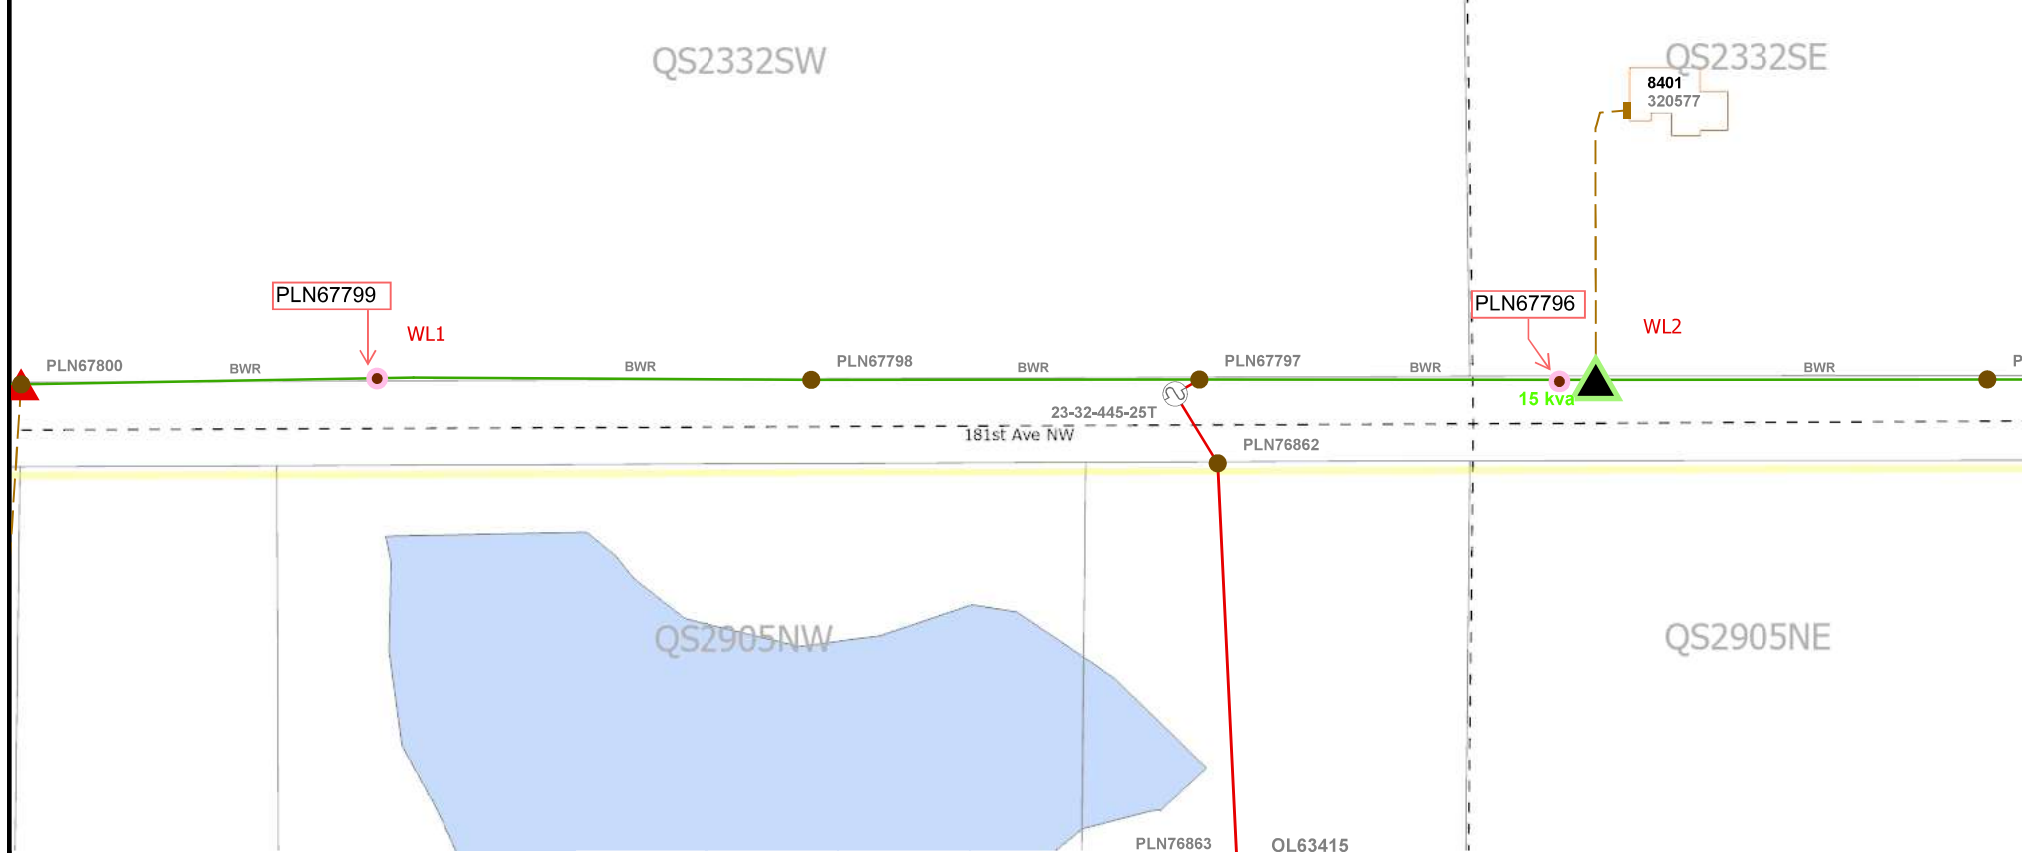 QS2332SW
QS2332SE
8401
320577
PLN67799
PLN67796
WL1
WL2
PLN67800
BWR
BWR
PLN67798
BWR
PLN67797
BWR
BWR
P
15 kva
23-32-445-25T
181st Ave NW
PLN76862
QS2905NW
QS2905NE
PLN76863
OL63415